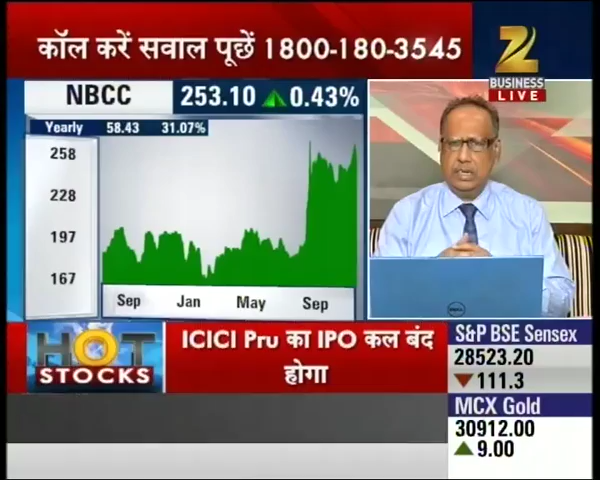 कॉल करें सवाल पूछें 1800-180-3545
Z
BUSINESS
LIVE
NBCC 253.10 0.43%
Yearly 58.43 31.07%
258
228
197
167
Sep Jan May Sep
DELL
HOT
STOCKS
ICICI Pru का IPO कल बंद
होगा
S&P BSE Sensex
28523.20
111.3
MCX Gold
30912.00
9.00